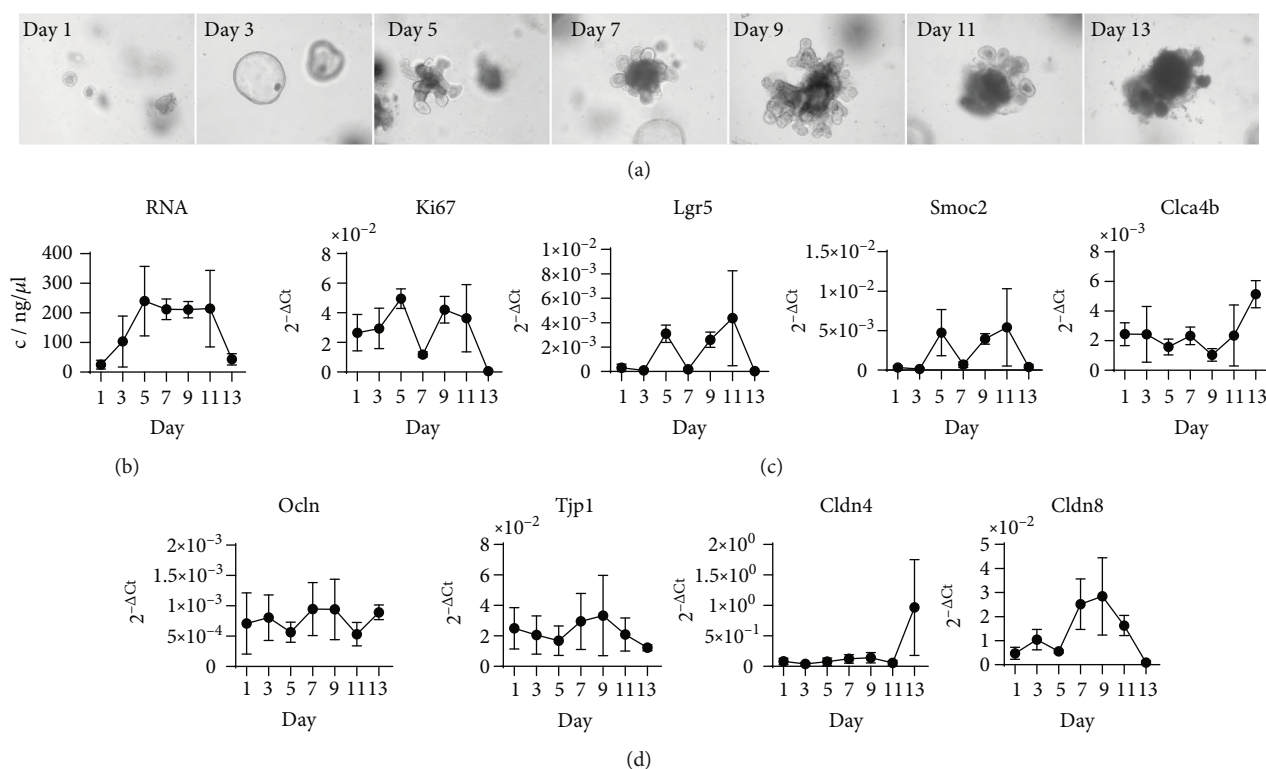 Day 1 Day 3 Day 5 Day 7 Day 9 Day 11 Day 13
(a)
RNA
c / ng/μl
400
300
200
100
0
1 3 5 7 9 11 13
Day
(b)
Ki67
×10⁻²
2^−ΔCt
8
6
4
2
0
1 3 5 7 9 11 13
Day
Lgr5
2^−ΔCt
1×10⁻²
8×10⁻³
6×10⁻³
4×10⁻³
2×10⁻³
0
1 3 5 7 9 11 13
Day
Smoc2
2^−ΔCt
1.5×10⁻²
1×10⁻²
5×10⁻³
0
1 3 5 7 9 11 13
Day
Clca4b
×10⁻³
2^−ΔCt
8
6
4
2
0
1 3 5 7 9 11 13
Day
(c)
Ocln
2^−ΔCt
2×10⁻³
1.5×10⁻³
1×10⁻³
5×10⁻⁴
0
1 3 5 7 9 11 13
Day
Tjp1
×10⁻²
2^−ΔCt
8
6
4
2
0
1 3 5 7 9 11 13
Day
Cldn4
2^−ΔCt
2×10⁰
1.5×10⁰
1×10⁰
5×10⁻¹
0
1 3 5 7 9 11 13
Day
Cldn8
×10⁻²
2^−ΔCt
5
4
3
2
1
0
1 3 5 7 9 11 13
Day
(d)